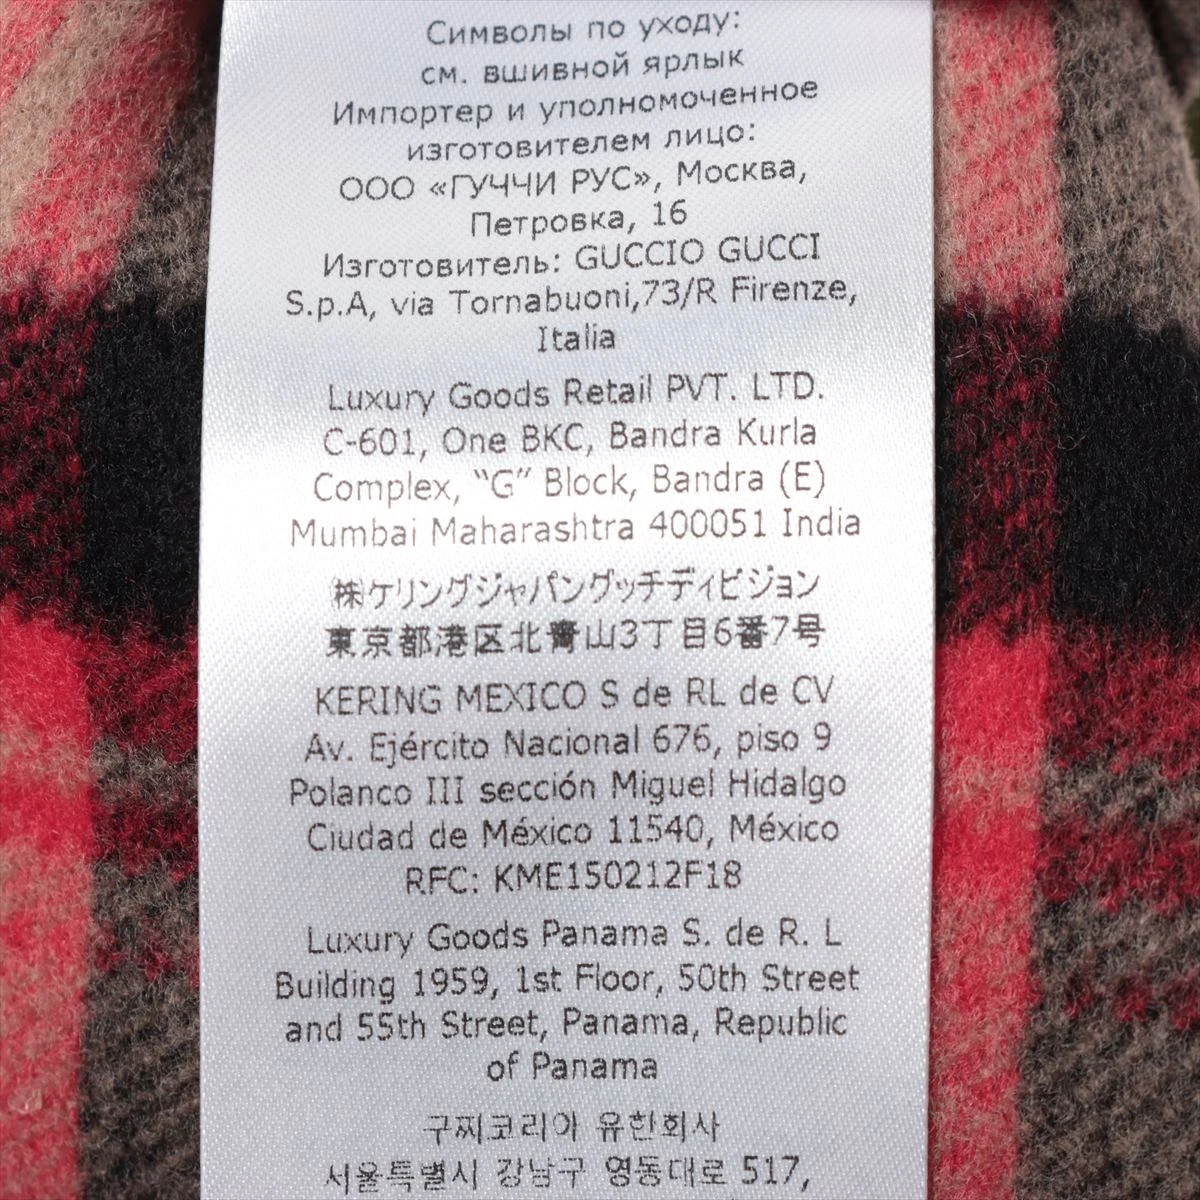 Символы по уходу:
см. вшивной ярлык
Импортер и уполномоченное
изготовителем лицо:
ООО «ГУЧЧИ РУС», Москва,
Петровка, 16
Изготовитель: GUCCIO GUCCI
S.p.A, via Tornabuoni,73/R Firenze,
Italia
Luxury Goods Retail PVT. LTD.
C-601, One BKC, Bandra Kurla
Complex, “G” Block, Bandra (E)
Mumbai Maharashtra 400051 India
㈱ケリングジャパングッチディビジョン
東京都港区北青山3丁目6番7号
KERING MEXICO S de RL de CV
Av. Ejército Nacional 676, piso 9
Polanco III sección Miguel Hidalgo
Ciudad de México 11540, México
RFC: KME150212F18
Luxury Goods Panama S. de R. L
Building 1959, 1st Floor, 50th Street
and 55th Street, Panama, Republic
of Panama
구찌코리아 유한회사
서울특별시 강남구 영동대로 517,